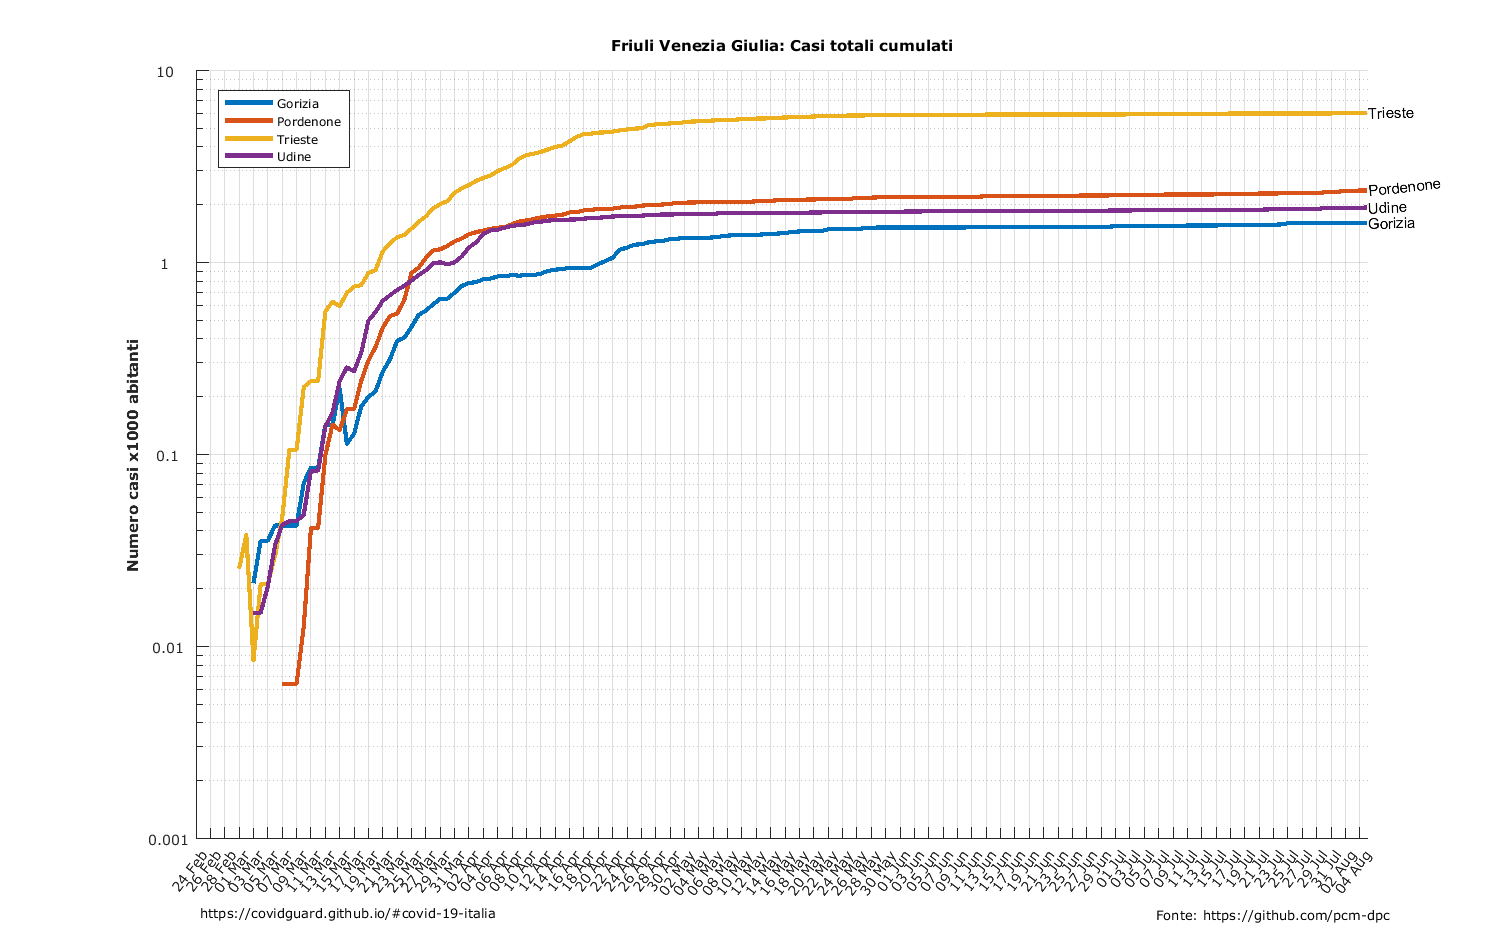 Friuli Venezia Giulia: Casi totali cumulati
10
1
0.1
0.01
0.001
Numero casi x1000 abitanti
Gorizia
Pordenone
Trieste
Udine
Trieste
Pordenone
Udine
Gorizia
24 Feb
26 Feb
28 Feb
01 Mar
03 Mar
05 Mar
07 Mar
09 Mar
11 Mar
13 Mar
15 Mar
17 Mar
19 Mar
21 Mar
23 Mar
25 Mar
27 Mar
29 Mar
31 Mar
02 Apr
04 Apr
06 Apr
08 Apr
10 Apr
12 Apr
14 Apr
16 Apr
18 Apr
20 Apr
22 Apr
24 Apr
26 Apr
28 Apr
30 Apr
02 May
04 May
06 May
08 May
10 May
12 May
14 May
16 May
18 May
20 May
22 May
24 May
26 May
28 May
30 May
01 Jun
03 Jun
05 Jun
07 Jun
09 Jun
11 Jun
13 Jun
15 Jun
17 Jun
19 Jun
21 Jun
23 Jun
25 Jun
27 Jun
29 Jun
01 Jul
03 Jul
05 Jul
07 Jul
09 Jul
11 Jul
13 Jul
15 Jul
17 Jul
19 Jul
21 Jul
23 Jul
25 Jul
27 Jul
29 Jul
31 Jul
02 Aug
04 Aug
https://covidguard.github.io/#covid-19-italia
Fonte: https://github.com/pcm-dpc